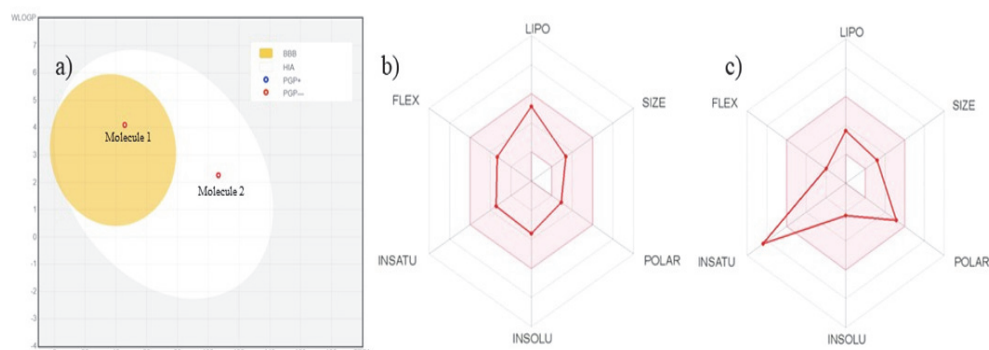 WLOGP
7
6
5
4
3
2
1
0
-1
-2
-3
-4
a)
BBB
HIA
PGP+
PGP−
Molecule 1
Molecule 2
b)
LIPO
FLEX
SIZE
INSATU
POLAR
INSOLU
c)
LIPO
FLEX
SIZE
INSATU
POLAR
INSOLU